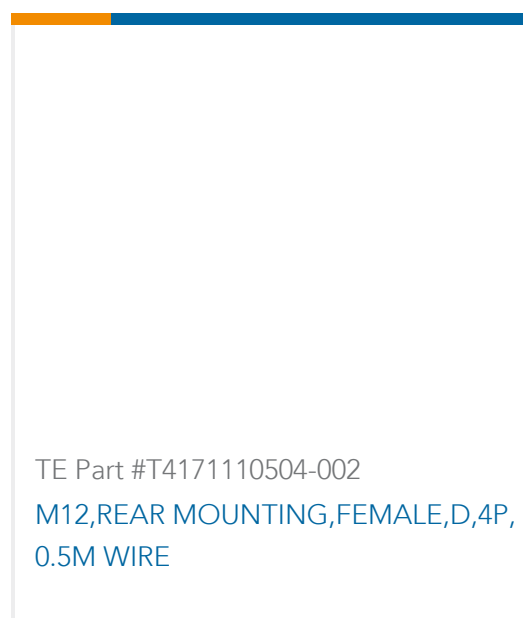 TE Part #T4171110504-002
M12,REAR MOUNTING,FEMALE,D,4P,
0.5M WIRE